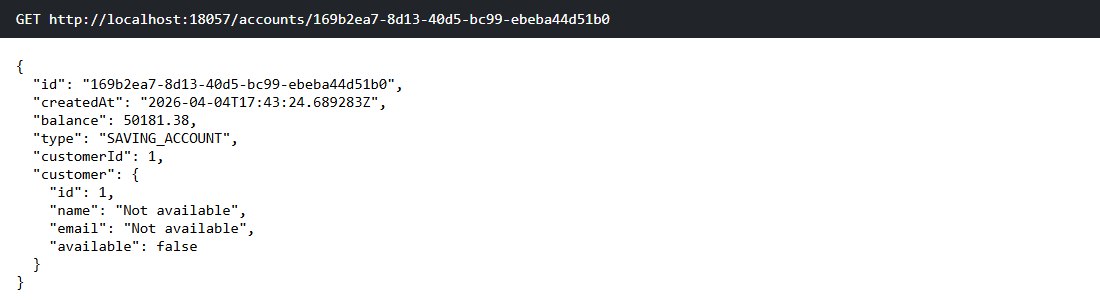 GET http://localhost:18057/accounts/169b2ea7-8d13-40d5-bc99-ebeba44d51b0
{
  "id": "169b2ea7-8d13-40d5-bc99-ebeba44d51b0",
  "createdAt": "2026-04-04T17:43:24.689283Z",
  "balance": 50181.38,
  "type": "SAVING_ACCOUNT",
  "customerId": 1,
  "customer": {
    "id": 1,
    "name": "Not available",
    "email": "Not available",
    "available": false
  }
}